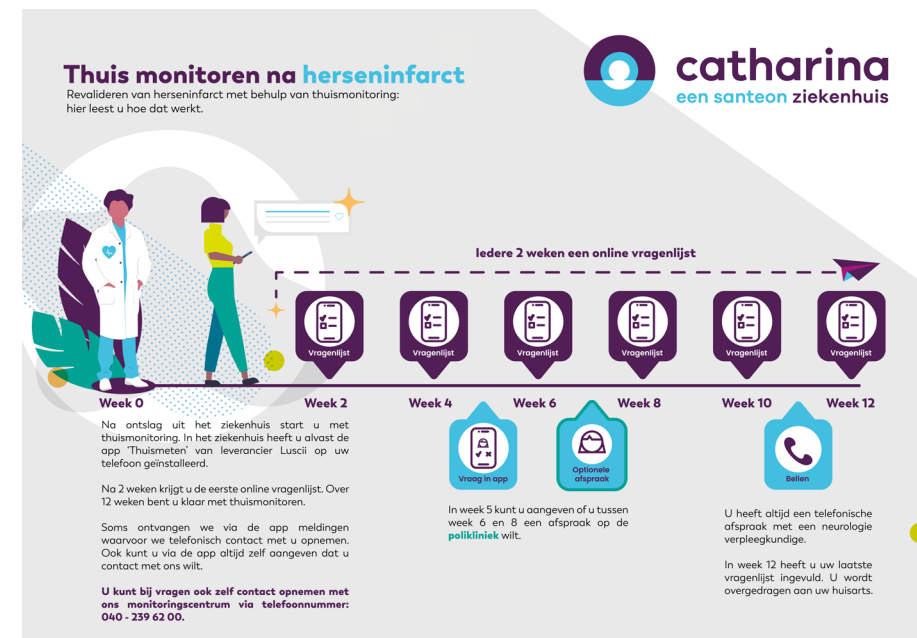 Thuis monitoren na herseninfarct
Revalideren van herseninfarct met behulp van thuismonitoring:
hier leest u hoe dat werkt.
catharina
een santeon ziekenhuis
Iedere 2 weken een online vragenlijst
Vragenlijst
Vragenlijst
Vragenlijst
Vragenlijst
Vragenlijst
Vragenlijst
Week 0
Week 2
Week 4
Week 6
Week 8
Week 10
Week 12
Na ontslag uit het ziekenhuis start u met
thuismonitoring. In het ziekenhuis heeft u alvast de
app 'Thuismeten' van leverancier Luscii op uw
telefoon geïnstalleerd.
Na 2 weken krijgt u de eerste online vragenlijst. Over
12 weken bent u klaar met thuismonitoren.
Soms ontvangen we via de app meldingen
waarvoor we telefonisch contact met u opnemen.
Ook kunt u via de app altijd zelf aangeven dat u
contact met ons wilt.
U kunt bij vragen ook zelf contact opnemen met
ons monitoringscentrum via telefoonnummer:
040 - 239 62 00.
Vraag in app
Optionele
afspraak
In week 5 kunt u aangeven of u tussen
week 6 en 8 een afspraak op de
polikliniek wilt.
Bellen
U heeft altijd een telefonische
afspraak met een neurologie
verpleegkundige.
In week 12 heeft u uw laatste
vragenlijst ingevuld. U wordt
overgedragen aan uw huisarts.